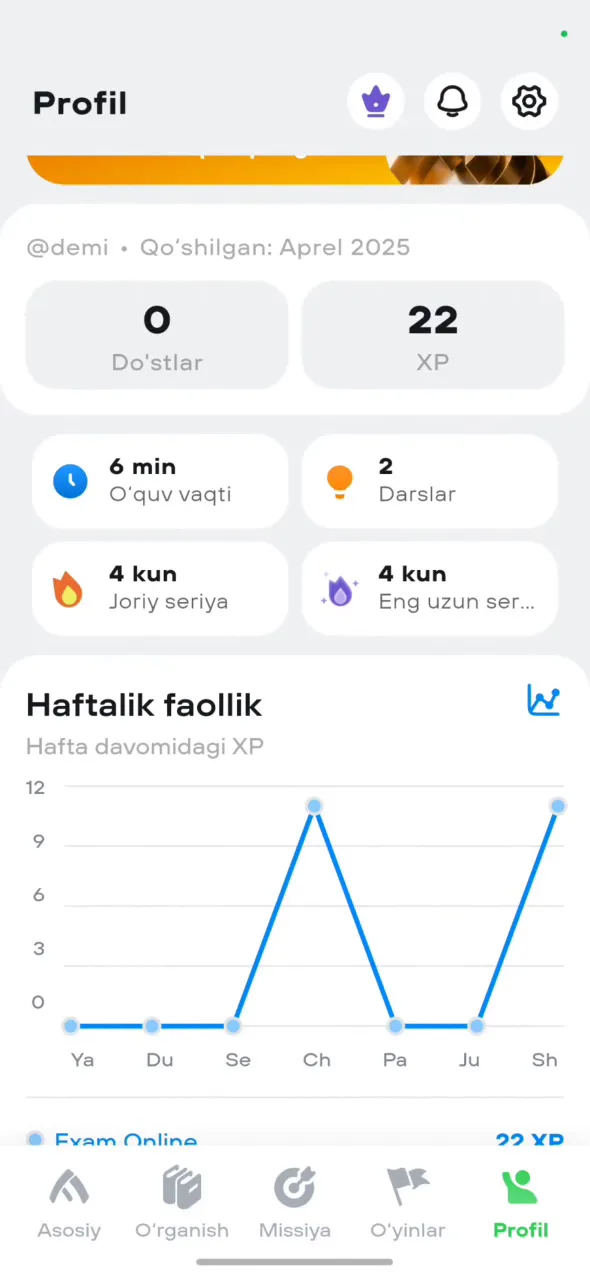 Profil
@demi • Qo‘shilgan: Aprel 2025
0
Do'stlar
22
XP
6 min
O‘quv vaqti
2
Darslar
4 kun
Joriy seriya
4 kun
Eng uzun ser...
Haftalik faollik
Hafta davomidagi XP
12
9
6
3
0
Ya Du Se Ch Pa Ju Sh
Exam Online 22 XP
Asosiy O‘rganish Missiya O‘yinlar Profil